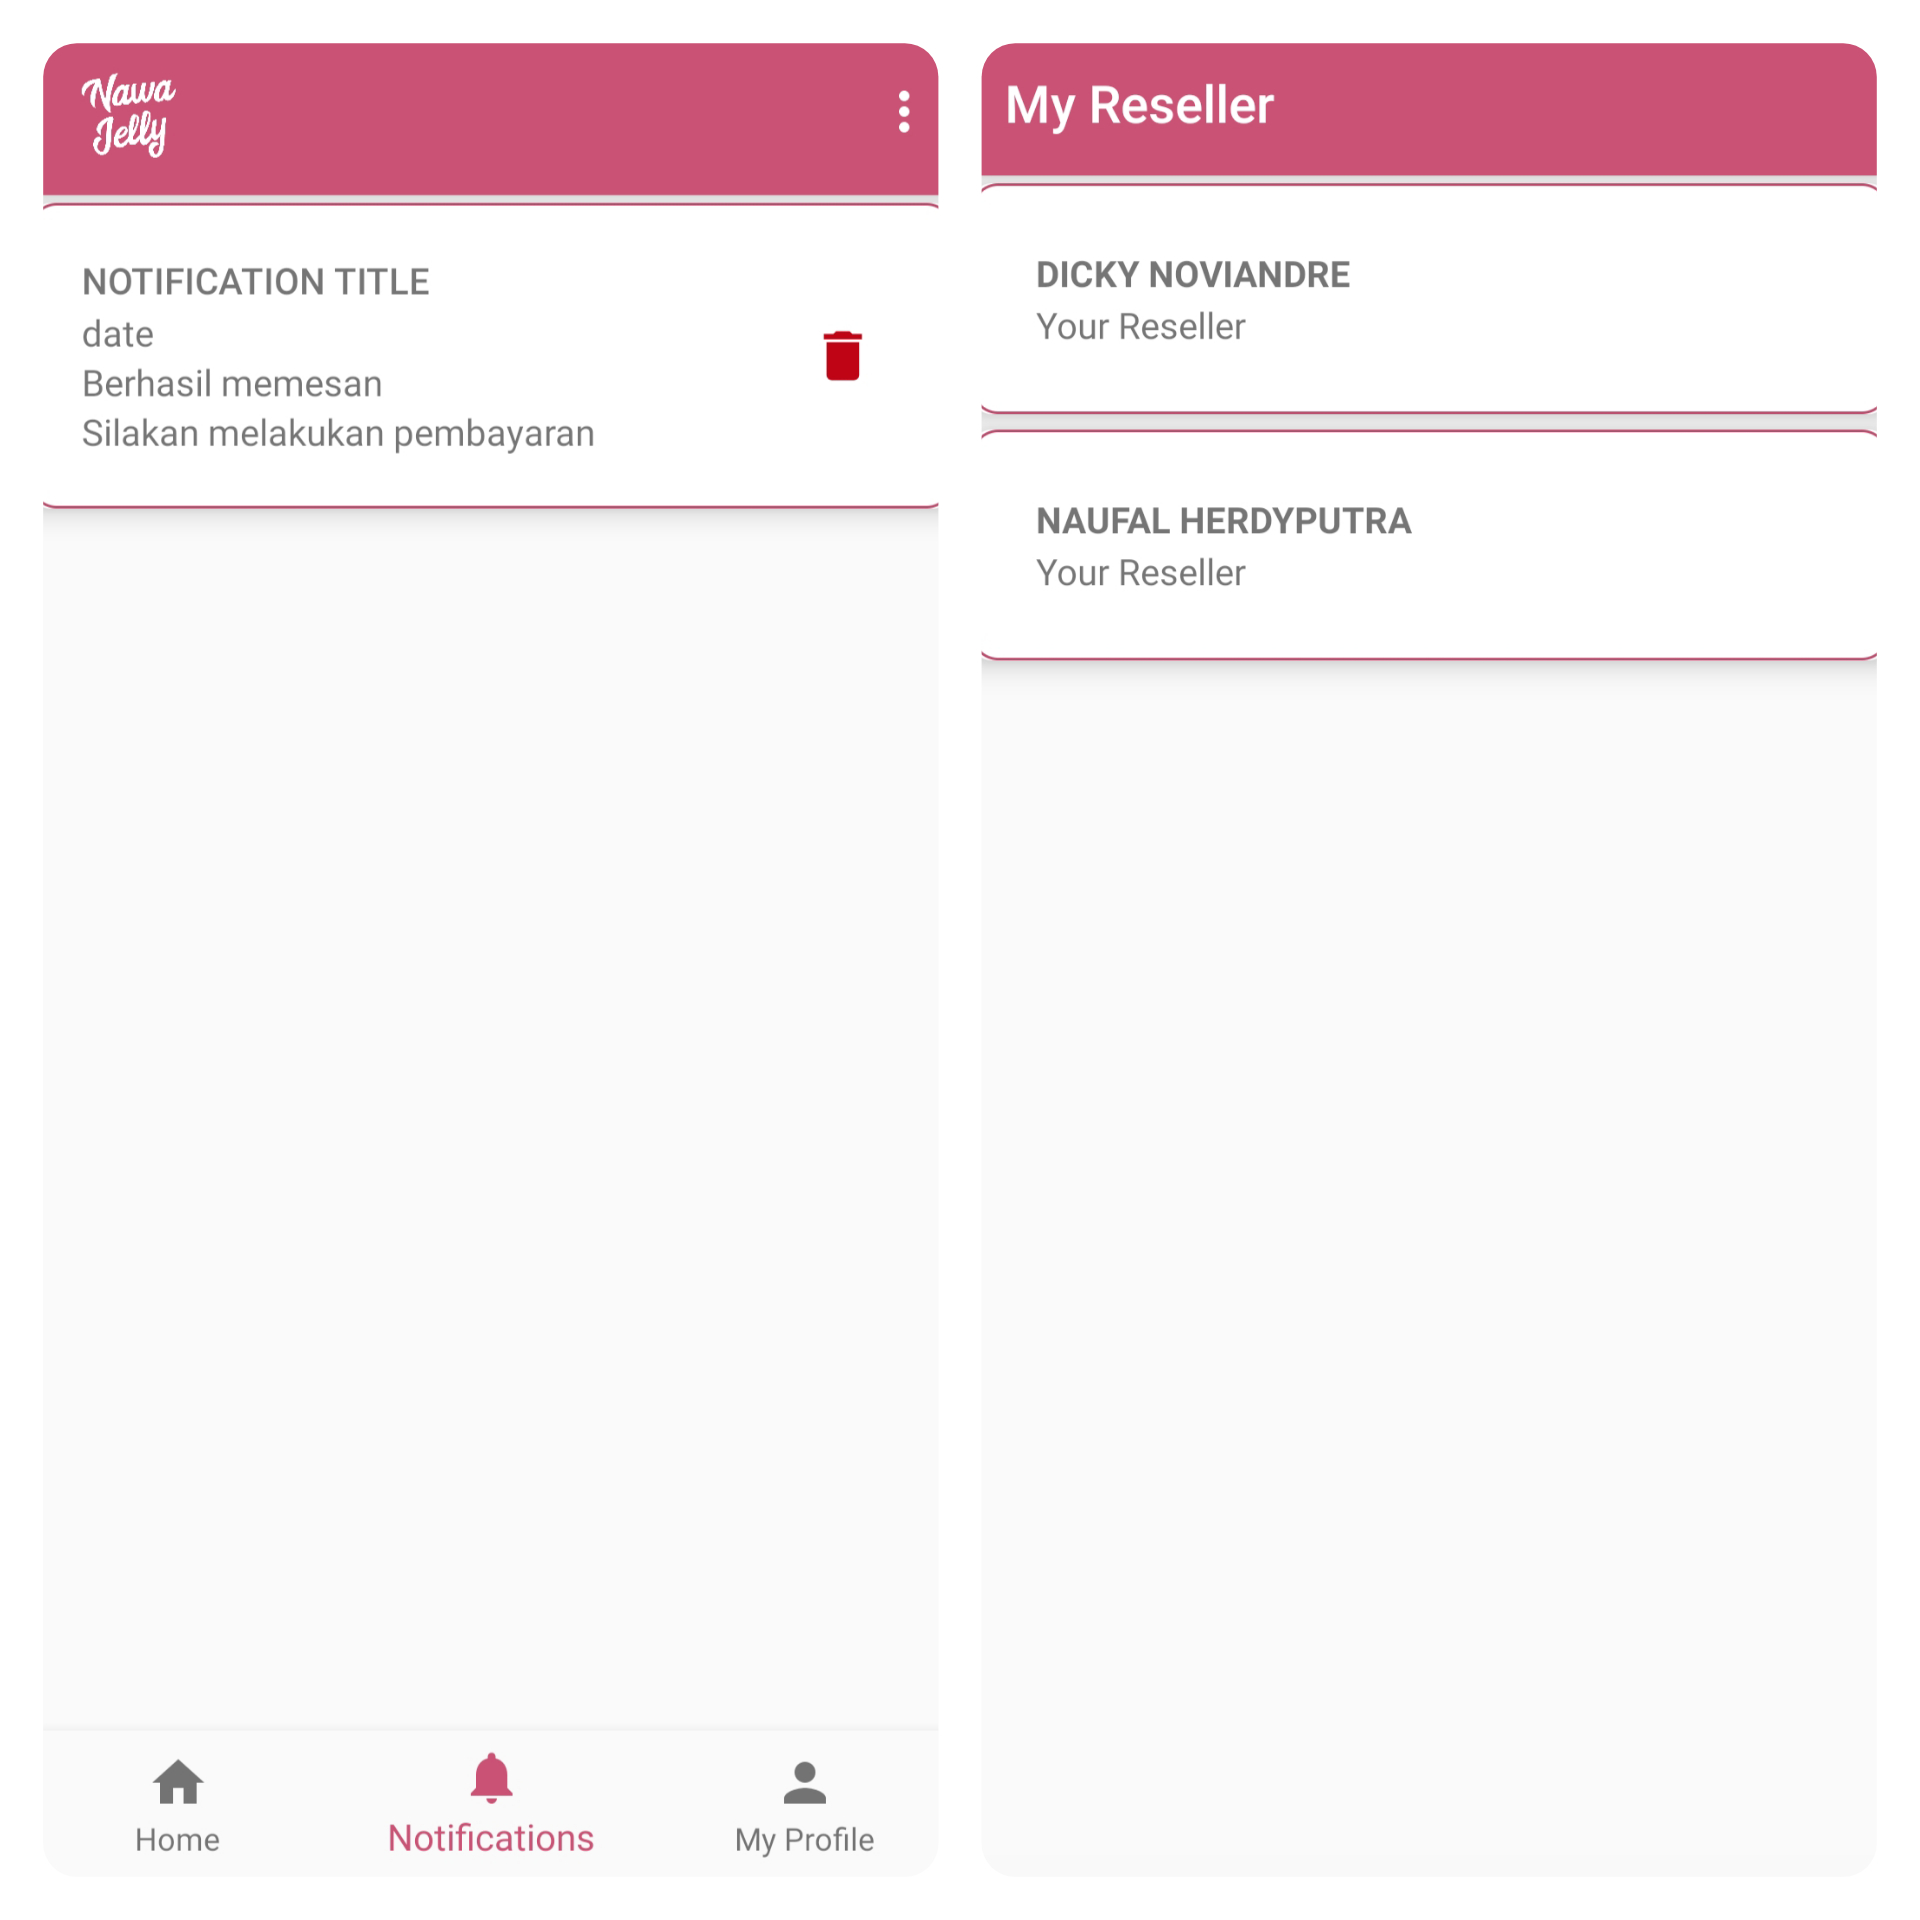 Nawa
Jelly
NOTIFICATION TITLE
date
Berhasil memesan
Silakan melakukan pembayaran
Home
Notifications
My Profile
My Reseller
DICKY NOVIANDRE
Your Reseller
NAUFAL HERDYPUTRA
Your Reseller